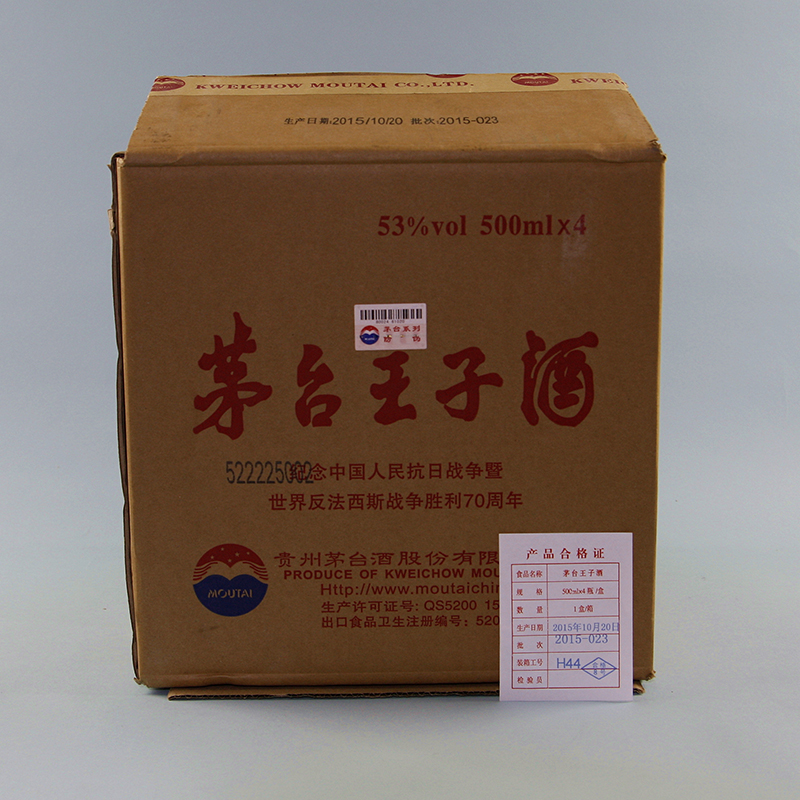 KWEICHOW MOUTAI CO.,LTD.
KWEI
生产日期:2015/10/20 批次:2015-023
53%vol 500ml×4
茅台系列
防伪
茅台王子酒
522225002
纪念中国人民抗日战争暨
世界反法西斯战争胜利70周年
MOUTAI
贵州茅台酒股份有限
PRODUCE OF KWEICHOW MOU
Http://www.moutaichin
生产许可证号: QS5200 15
出口食品卫生注册编号: 520
产品合格证
食品名称 茅台王子酒
规格 500ml×4瓶/盒
数量 1盒/箱
生产日期 2015年10月20日
批次 2015-023
装箱工号 H44
检验员